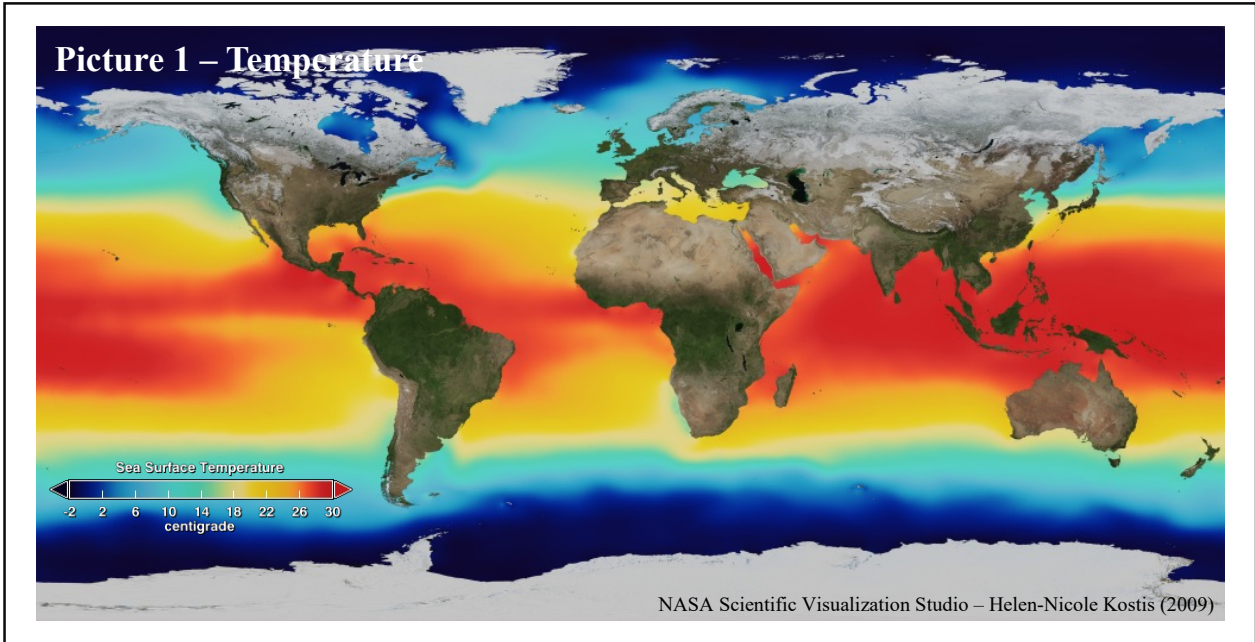 Picture 1 – Temperature
Sea Surface Temperature
-2 2 6 10 14 18 22 26 30
centigrade
NASA Scientific Visualization Studio – Helen-Nicole Kostis (2009)